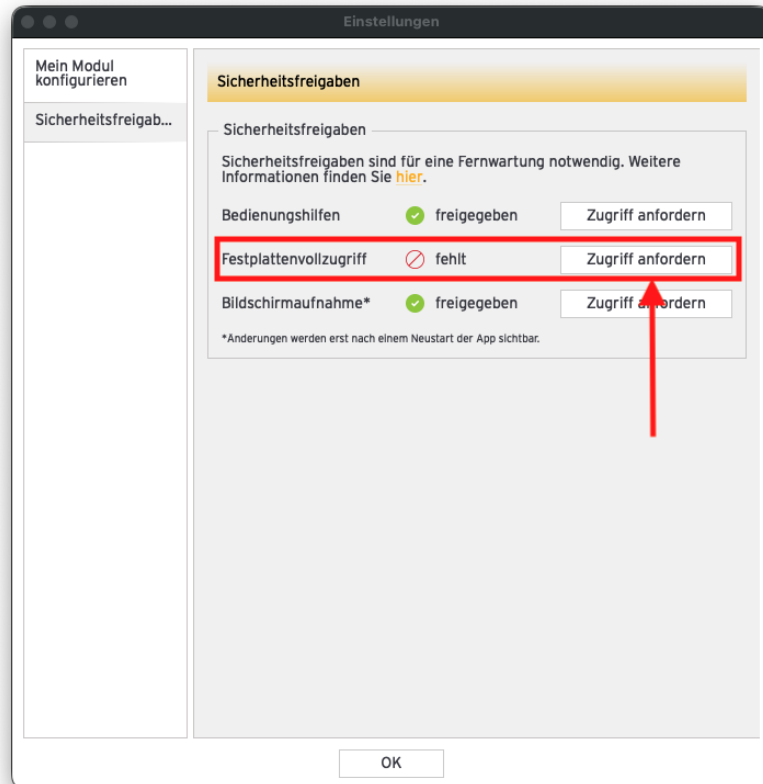 Einstellungen
Mein Modul
konfigurieren
Sicherheitsfreigab...
Sicherheitsfreigaben
Sicherheitsfreigaben
Sicherheitsfreigaben sind für eine Fernwartung notwendig. Weitere
Informationen finden Sie hier.
Bedienungshilfen freigegeben Zugriff anfordern
Festplattenvollzugriff fehlt Zugriff anfordern
Bildschirmaufnahme* freigegeben Zugriff anfordern
*Änderungen werden erst nach einem Neustart der App sichtbar.
OK